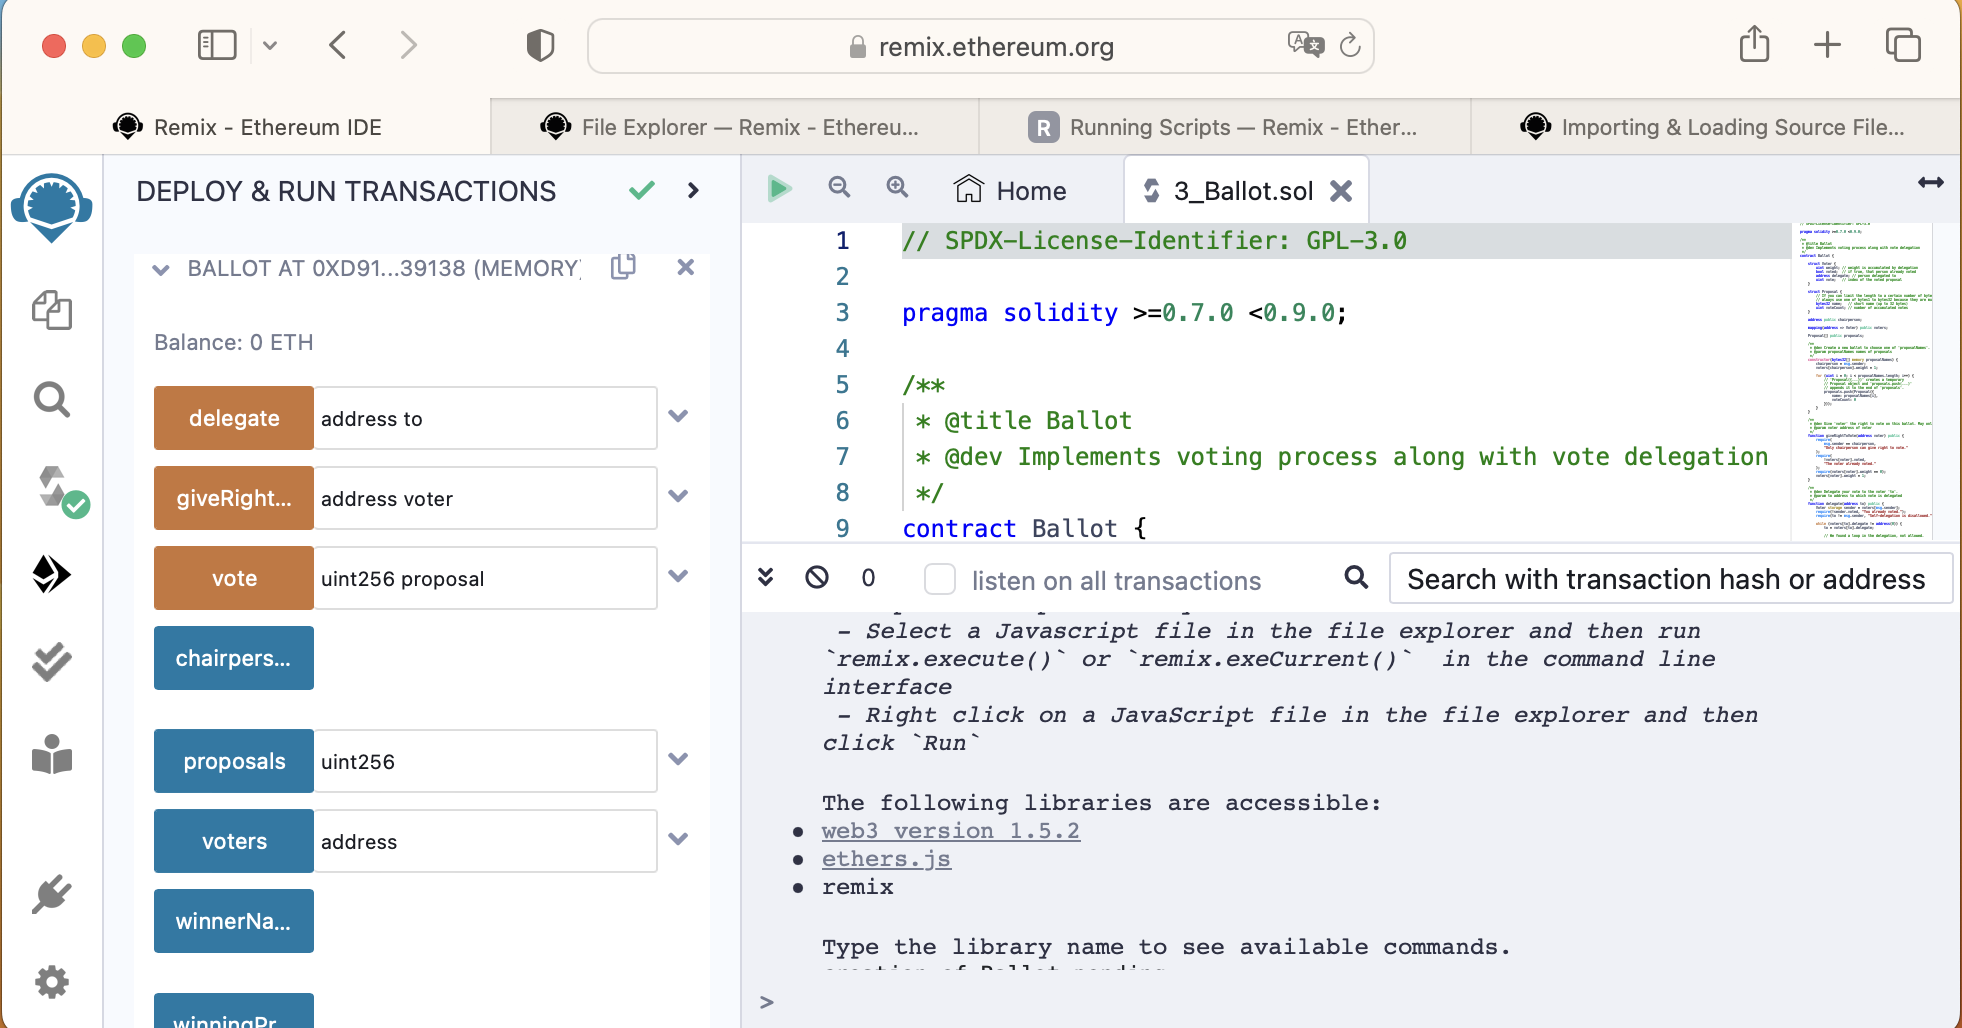 remix.ethereum.org
Remix - Ethereum IDE
File Explorer — Remix - Ethereu...
R
Running Scripts — Remix - Ether...
Importing & Loading Source File...
DEPLOY & RUN TRANSACTIONS
BALLOT AT 0XD91...39138 (MEMORY)
Balance: 0 ETH
delegate
address to
giveRight...
address voter
vote
uint256 proposal
chairpers...
proposals
uint256
voters
address
winnerNa...
winningPr...
Home
3_Ballot.sol
1 // SPDX-License-Identifier: GPL-3.0
2
3 pragma solidity >=0.7.0 <0.9.0;
4
5 /**
6 * @title Ballot
7 * @dev Implements voting process along with vote delegation
8 */
9 contract Ballot {
0
listen on all transactions
Search with transaction hash or address
- Select a Javascript file in the file explorer and then run
`remix.execute()` or `remix.exeCurrent()` in the command line
interface
- Right click on a JavaScript file in the file explorer and then
click `Run`
The following libraries are accessible:
• web3 version 1.5.2
• ethers.js
• remix
Type the library name to see available commands.
creation of Ballot pending...
>